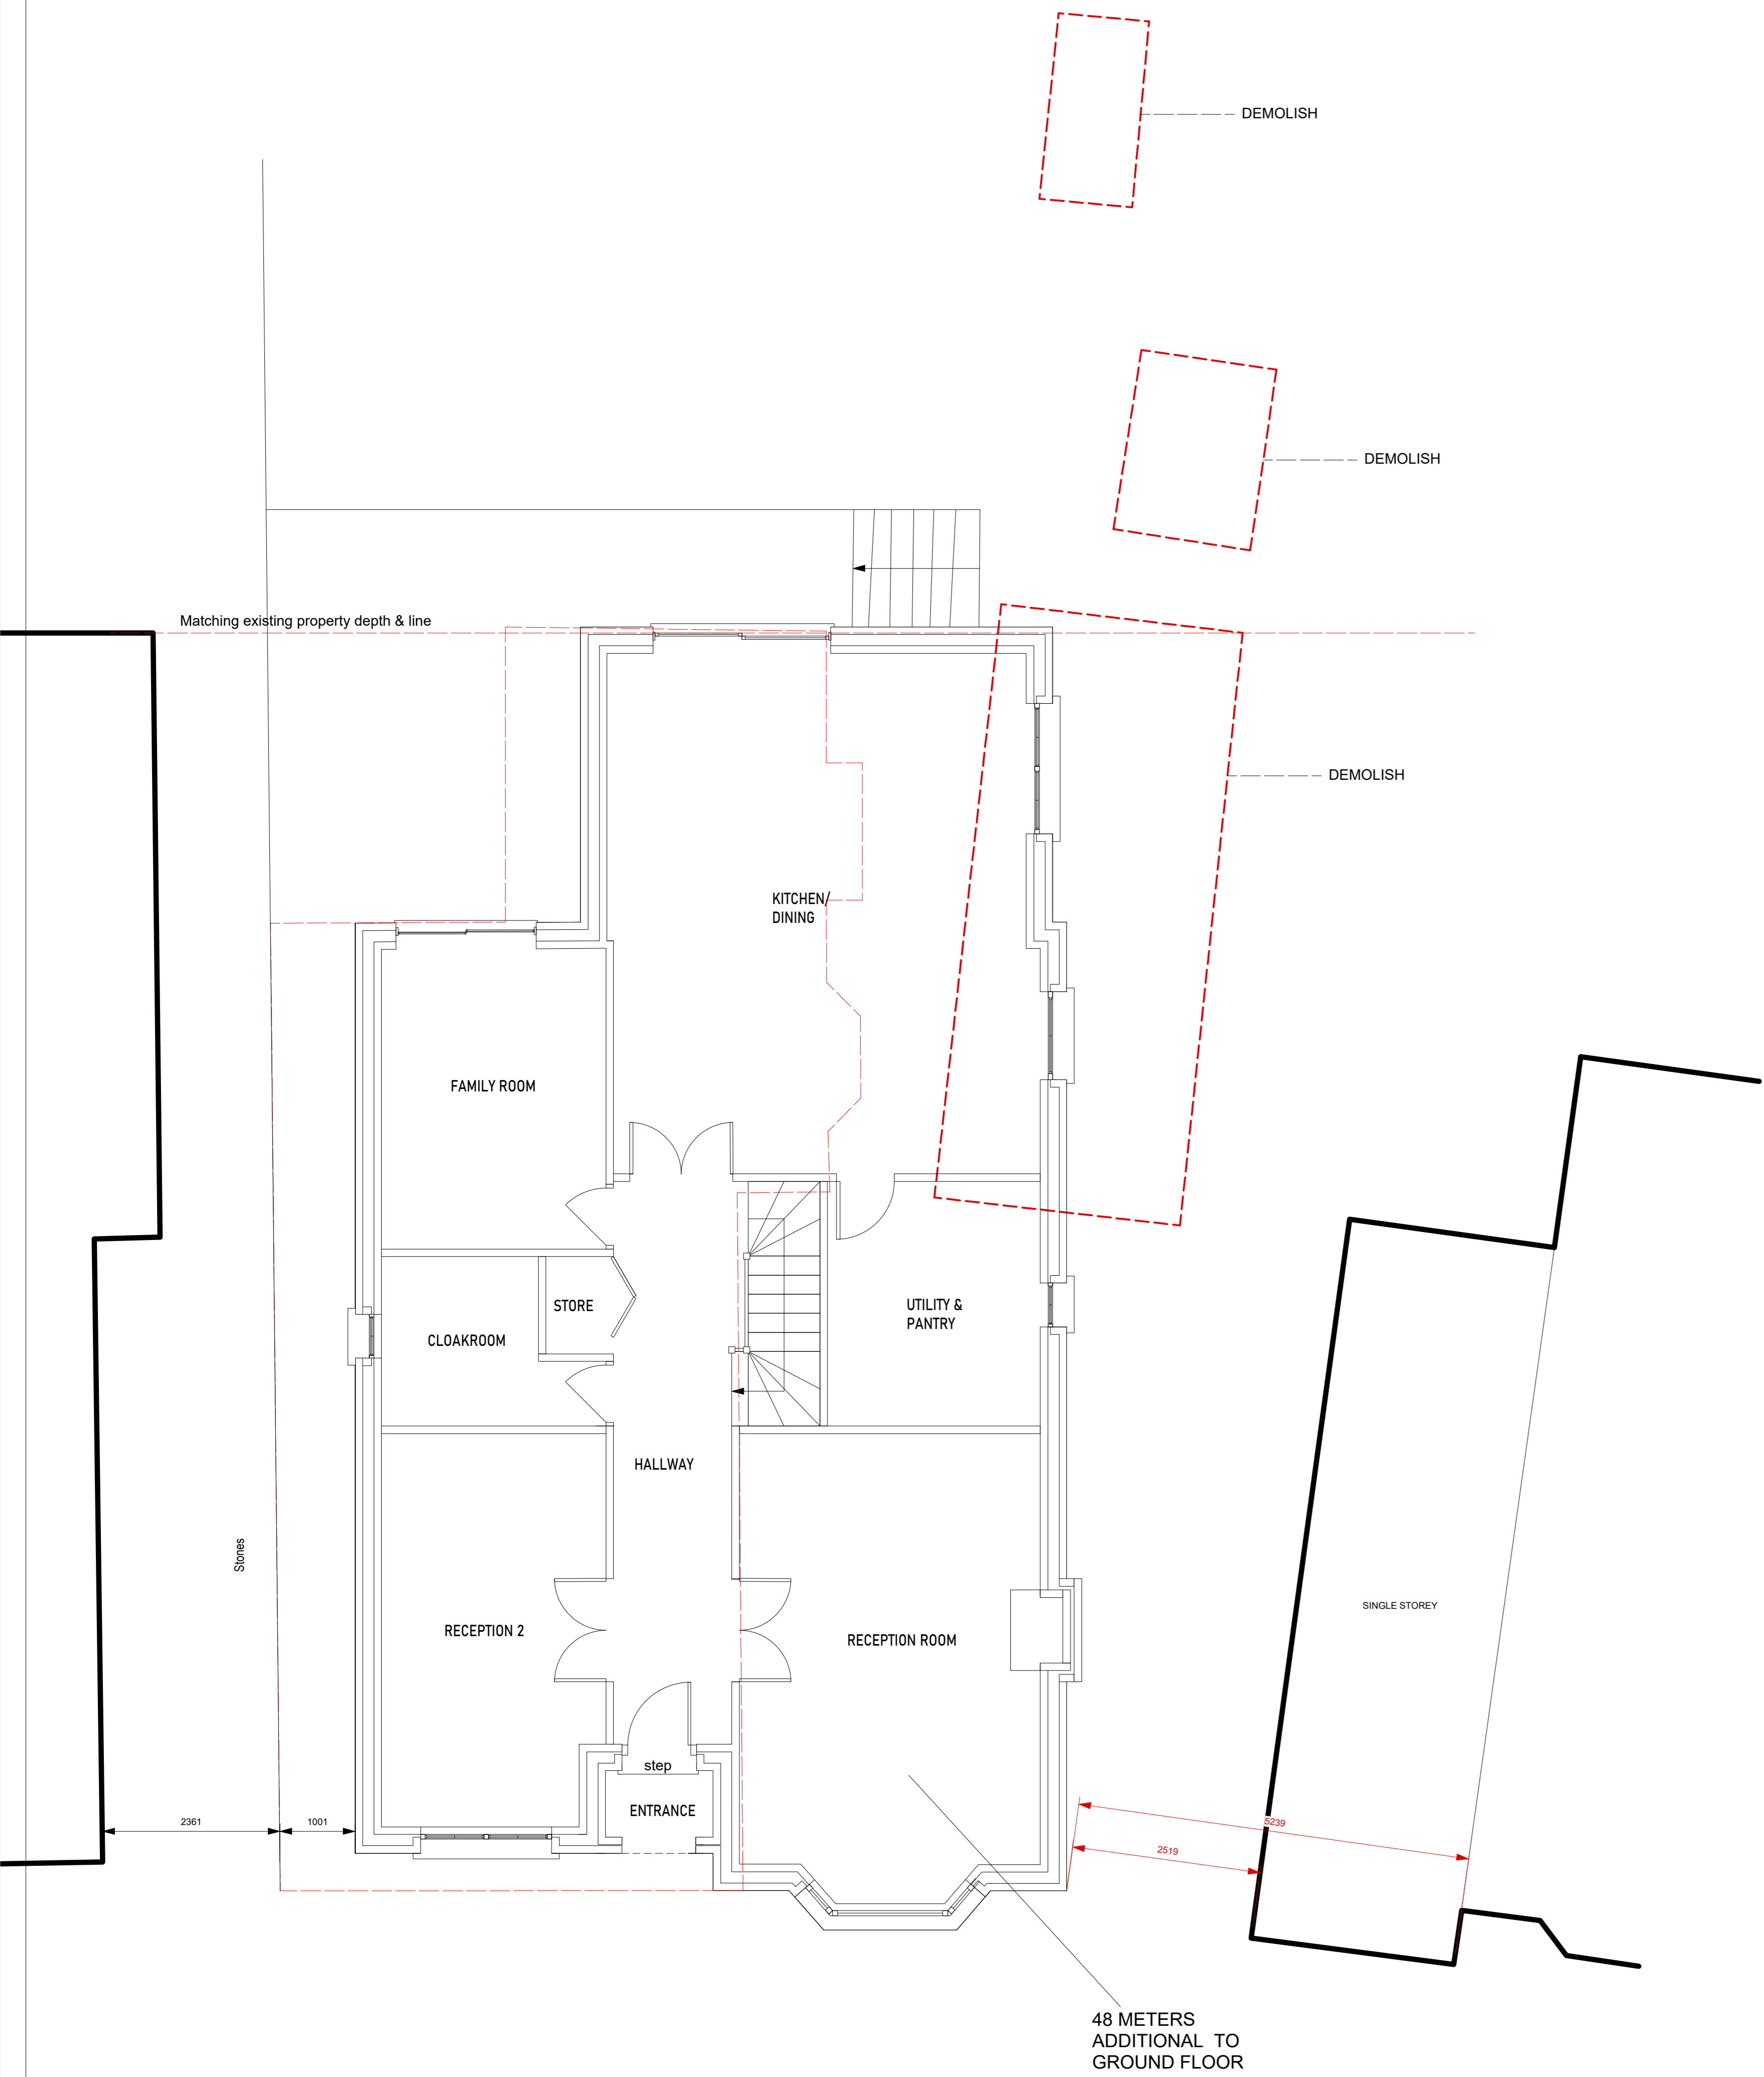 DEMOLISH
DEMOLISH
Matching existing property depth & line
DEMOLISH
KITCHEN/
DINING
FAMILY ROOM
STORE
UTILITY &
PANTRY
CLOAKROOM
HALLWAY
Stones
SINGLE STOREY
RECEPTION 2
RECEPTION ROOM
step
ENTRANCE
2361
1001
5239
2519
48 METERS
ADDITIONAL TO
GROUND FLOOR